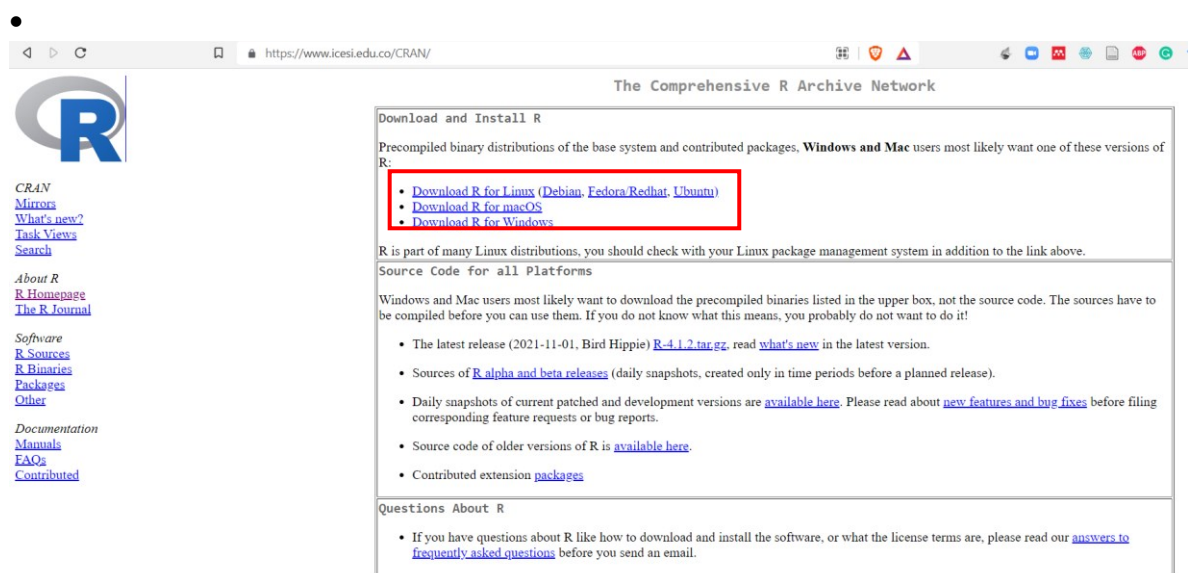 https://www.icesi.edu.co/CRAN/
ABP
G
The Comprehensive R Archive Network
R
CRAN
Mirrors
What's new?
Task Views
Search
About R
R Homepage
The R Journal
Software
R Sources
R Binaries
Packages
Other
Documentation
Manuals
FAQs
Contributed
Download and Install R
Precompiled binary distributions of the base system and contributed packages, Windows and Mac users most likely want one of these versions of
R:
• Download R for Linux (Debian, Fedora/Redhat, Ubuntu)
• Download R for macOS
• Download R for Windows
R is part of many Linux distributions, you should check with your Linux package management system in addition to the link above.
Source Code for all Platforms
Windows and Mac users most likely want to download the precompiled binaries listed in the upper box, not the source code. The sources have to
be compiled before you can use them. If you do not know what this means, you probably do not want to do it!
• The latest release (2021-11-01, Bird Hippie) R-4.1.2.tar.gz, read what's new in the latest version.
• Sources of R alpha and beta releases (daily snapshots, created only in time periods before a planned release).
• Daily snapshots of current patched and development versions are available here. Please read about new features and bug fixes before filing
corresponding feature requests or bug reports.
• Source code of older versions of R is available here.
• Contributed extension packages
Questions About R
• If you have questions about R like how to download and install the software, or what the license terms are, please read our answers to
frequently asked questions before you send an email.